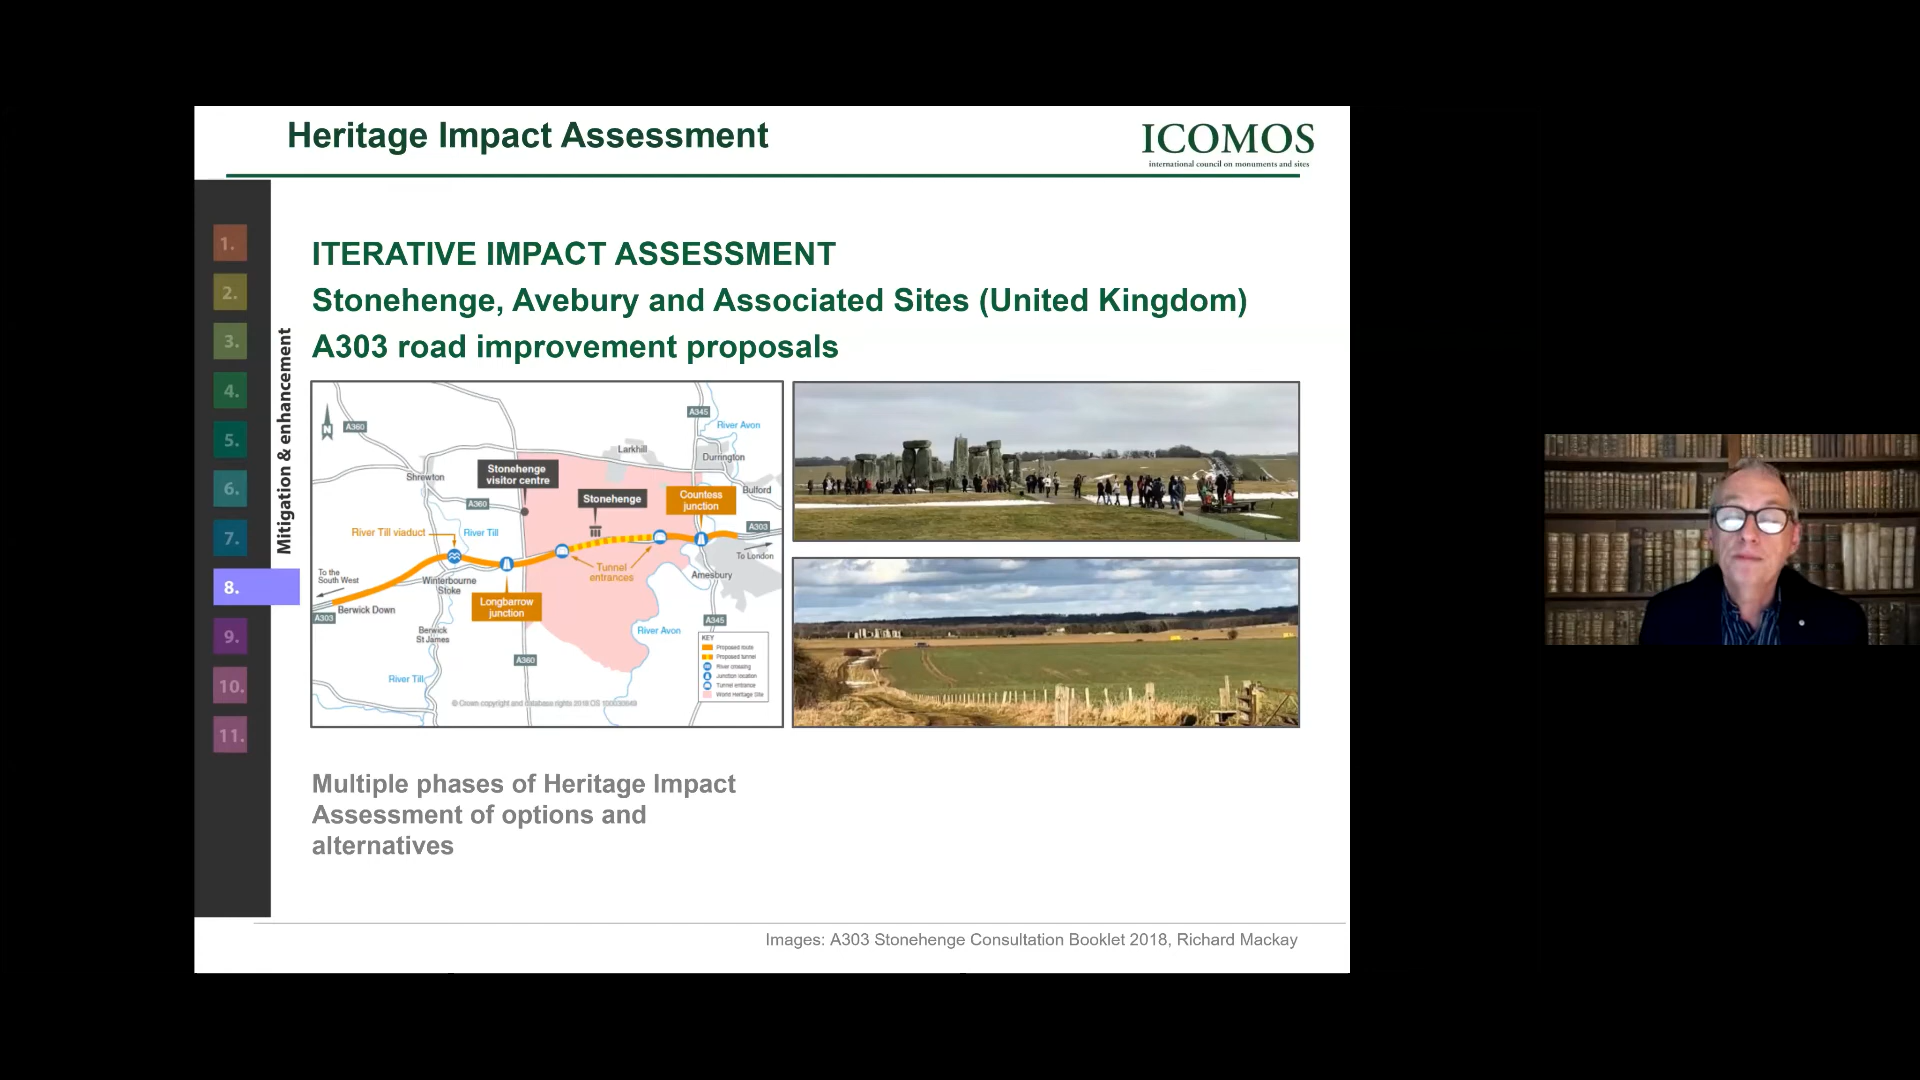 Heritage Impact Assessment
ICOMOS
international council on monuments and sites
1.
2.
3.
4.
5.
6.
7.
8.
9.
10.
11.
Mitigation & enhancement
ITERATIVE IMPACT ASSESSMENT
Stonehenge, Avebury and Associated Sites (United Kingdom)
A303 road improvement proposals
N
A360
A345
River Avon
Larkhill
Durrington
Shrewton
Stonehenge
visitor centre
Stonehenge
Countess
junction
Bulford
A360
A303
River Till viaduct
River Till
To London
Tunnel
entrances
Amesbury
To the
South West
Winterbourne
Stoke
Longbarrow
junction
Berwick Down
A303
A345
Berwick
St James
River Avon
A360
River Till
KEY
Proposed route
Proposed tunnel
River crossing
Junction location
Tunnel entrance
World Heritage Site
© Crown copyright and database rights 2018 OS 100030649
Multiple phases of Heritage Impact
Assessment of options and
alternatives
Images: A303 Stonehenge Consultation Booklet 2018, Richard Mackay